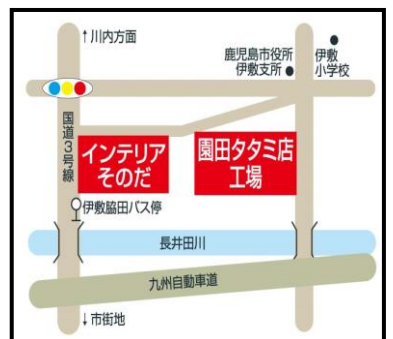 ↑川内方面
鹿児島市役所
伊敷支所
伊敷
小学校
国道3号線
インテリア
そのだ
園田タタミ店
工場
伊敷脇田バス停
長井田川
九州自動車道
↓市街地